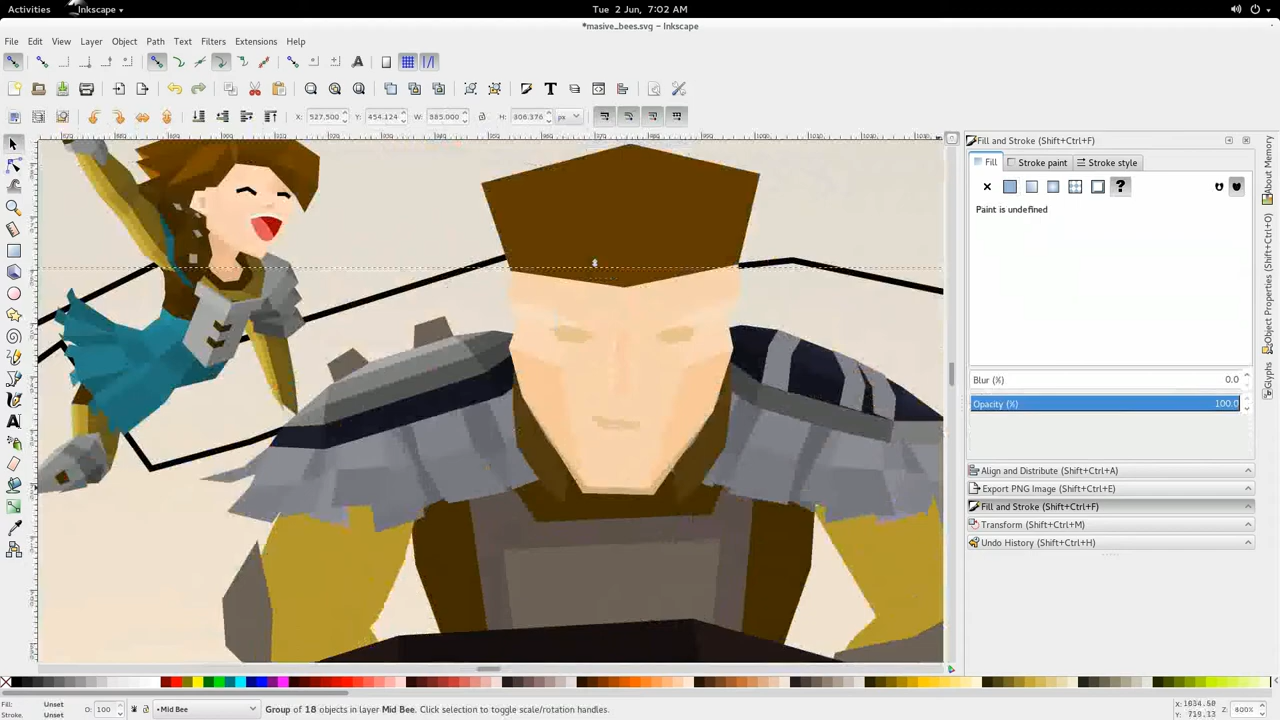 Activities Inkscape Tue 2 Jun, 7:02 AM
*masive_bees.svg - Inkscape
File Edit View Layer Object Path Text Filters Extensions Help
X: 527.500 Y: 454.124 W: 885.000 H: 306.376 px
Fill and Stroke (Shift+Ctrl+F)
Fill Stroke paint Stroke style
Paint is undefined
Blur (%) 0.0
Opacity (%) 100.0
Align and Distribute (Shift+Ctrl+A)
Export PNG Image (Shift+Ctrl+E)
Fill and Stroke (Shift+Ctrl+F)
Transform (Shift+Ctrl+M)
Undo History (Shift+Ctrl+H)
About Memory
Object Properties (Shift+Ctrl+O)
Glyphs
Fill: Unset
Stroke: Unset
O: 100
•Mid Bee
Group of 18 objects in layer Mid Bee. Click selection to toggle scale/rotation handles.
X: 1034.50
Y: 719.13
Z: 800%